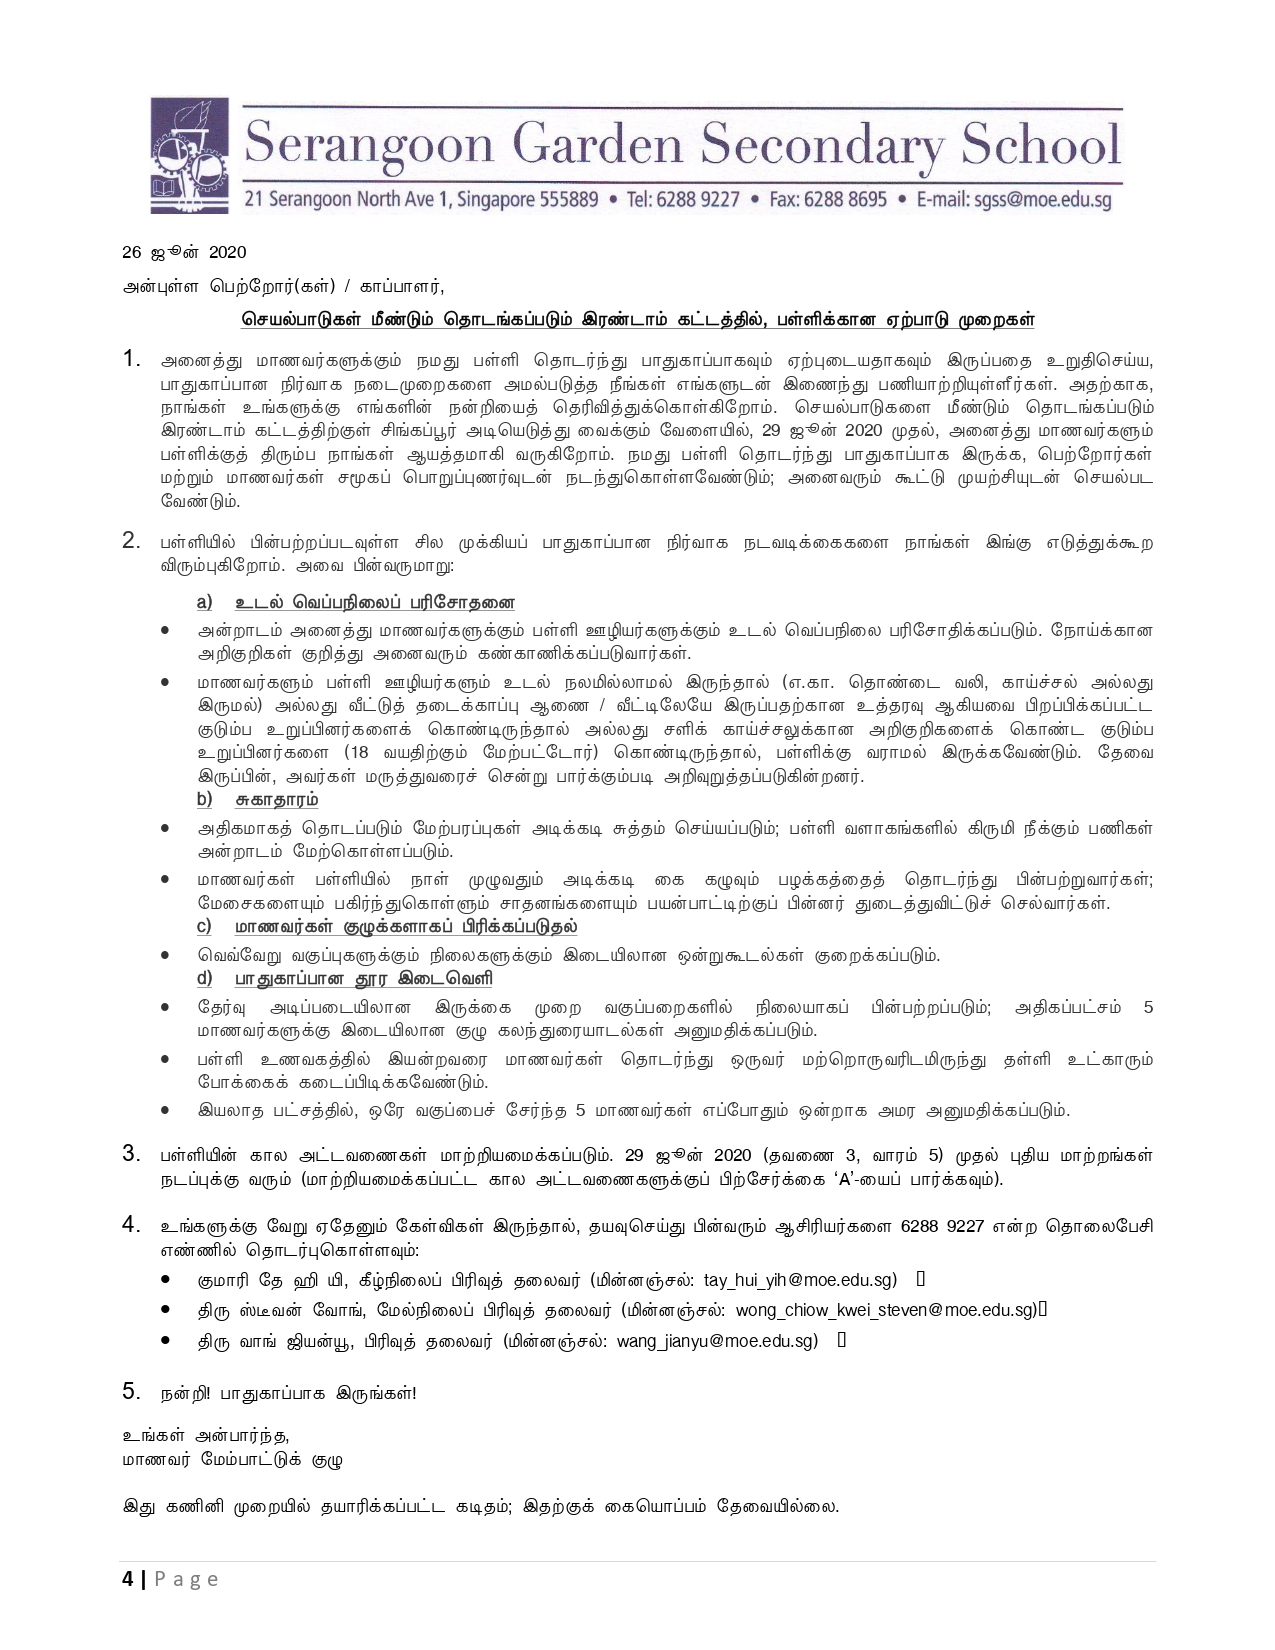 Serangoon Garden Secondary School
21 Serangoon North Ave 1, Singapore 555889 • Tel: 6288 9227 • Fax: 6288 8695 • E-mail: sgss@moe.edu.sg
26 ஜூன் 2020
அன்புள்ள பெற்றோர்(கள்) / காப்பாளர்,
செயல்பாடுகள் மீண்டும் தொடங்கப்படும் இரண்டாம் கட்டத்தில், பள்ளிக்கான ஏற்பாடு முறைகள்
1. அனைத்து மாணவர்களுக்கும் நமது பள்ளி தொடர்ந்து பாதுகாப்பாகவும் ஏற்புடையதாகவும் இருப்பதை உறுதிசெய்ய,
பாதுகாப்பான நிர்வாக நடைமுறைகளை அமல்படுத்த நீங்கள் எங்களுடன் இணைந்து பணியாற்றியுள்ளீர்கள். அதற்காக,
நாங்கள் உங்களுக்கு எங்களின் நன்றியைத் தெரிவித்துக்கொள்கிறோம். செயல்பாடுகளை மீண்டும் தொடங்கப்படும்
இரண்டாம் கட்டத்திற்குள் சிங்கப்பூர் அடியெடுத்து வைக்கும் வேளையில், 29 ஜூன் 2020 முதல், அனைத்து மாணவர்களும்
பள்ளிக்குத் திரும்ப நாங்கள் ஆயத்தமாகி வருகிறோம். நமது பள்ளி தொடர்ந்து பாதுகாப்பாக இருக்க, பெற்றோர்கள்
மற்றும் மாணவர்கள் சமூகப் பொறுப்புணர்வுடன் நடந்துகொள்ளவேண்டும்; அனைவரும் கூட்டு முயற்சியுடன் செயல்பட
வேண்டும்.
2. பள்ளியில் பின்பற்றப்படவுள்ள சில முக்கியப் பாதுகாப்பான நிர்வாக நடவடிக்கைகளை நாங்கள் இங்கு எடுத்துக்கூற
விரும்புகிறோம். அவை பின்வருமாறு:
a) உடல் வெப்பநிலைப் பரிசோதனை
• அன்றாடம் அனைத்து மாணவர்களுக்கும் பள்ளி ஊழியர்களுக்கும் உடல் வெப்பநிலை பரிசோதிக்கப்படும். நோய்க்கான
அறிகுறிகள் குறித்து அனைவரும் கண்காணிக்கப்படுவார்கள்.
• மாணவர்களும் பள்ளி ஊழியர்களும் உடல் நலமில்லாமல் இருந்தால் (எ.கா. தொண்டை வலி, காய்ச்சல் அல்லது
இருமல்) அல்லது வீட்டுத் தடைக்காப்பு ஆணை / வீட்டிலேயே இருப்பதற்கான உத்தரவு ஆகியவை பிறப்பிக்கப்பட்ட
குடும்ப உறுப்பினர்களைக் கொண்டிருந்தால் அல்லது சளிக் காய்ச்சலுக்கான அறிகுறிகளைக் கொண்ட குடும்ப
உறுப்பினர்களை (18 வயதிற்கும் மேற்பட்டோர்) கொண்டிருந்தால், பள்ளிக்கு வராமல் இருக்கவேண்டும். தேவை
இருப்பின், அவர்கள் மருத்துவரைச் சென்று பார்க்கும்படி அறிவுறுத்தப்படுகின்றனர்.
b) சுகாதாரம்
• அதிகமாகத் தொடப்படும் மேற்பரப்புகள் அடிக்கடி சுத்தம் செய்யப்படும்; பள்ளி வளாகங்களில் கிருமி நீக்கும் பணிகள்
அன்றாடம் மேற்கொள்ளப்படும்.
• மாணவர்கள் பள்ளியில் நாள் முழுவதும் அடிக்கடி கை கழுவும் பழக்கத்தைத் தொடர்ந்து பின்பற்றுவார்கள்;
மேசைகளையும் பகிர்ந்துகொள்ளும் சாதனங்களையும் பயன்பாட்டிற்குப் பின்னர் துடைத்துவிட்டுச் செல்வார்கள்.
c) மாணவர்கள் குழுக்களாகப் பிரிக்கப்படுதல்
• வெவ்வேறு வகுப்புகளுக்கும் நிலைகளுக்கும் இடையிலான ஒன்றுகூடல்கள் குறைக்கப்படும்.
d) பாதுகாப்பான தூர இடைவெளி
• தேர்வு அடிப்படையிலான இருக்கை முறை வகுப்பறைகளில் நிலையாகப் பின்பற்றப்படும்; அதிகப்பட்சம் 5
மாணவர்களுக்கு இடையிலான குழு கலந்துரையாடல்கள் அனுமதிக்கப்படும்.
• பள்ளி உணவகத்தில் இயன்றவரை மாணவர்கள் தொடர்ந்து ஒருவர் மற்றொருவரிடமிருந்து தள்ளி உட்காரும்
போக்கைக் கடைப்பிடிக்கவேண்டும்.
• இயலாத பட்சத்தில், ஒரே வகுப்பைச் சேர்ந்த 5 மாணவர்கள் எப்போதும் ஒன்றாக அமர அனுமதிக்கப்படும்.
3. பள்ளியின் கால அட்டவணைகள் மாற்றியமைக்கப்படும். 29 ஜூன் 2020 (தவணை 3, வாரம் 5) முதல் புதிய மாற்றங்கள்
நடப்புக்கு வரும் (மாற்றியமைக்கப்பட்ட கால அட்டவணைகளுக்குப் பிற்சேர்க்கை ‘A’-யைப் பார்க்கவும்).
4. உங்களுக்கு வேறு ஏதேனும் கேள்விகள் இருந்தால், தயவுசெய்து பின்வரும் ஆசிரியர்களை 6288 9227 என்ற தொலைபேசி
எண்ணில் தொடர்புகொள்ளவும்:
• குமாரி தே ஹி யி, கீழ்நிலைப் பிரிவுத் தலைவர் (மின்னஞ்சல்: tay_hui_yih@moe.edu.sg)
• திரு ஸ்டீவன் வோங், மேல்நிலைப் பிரிவுத் தலைவர் (மின்னஞ்சல்: wong_chiow_kwei_steven@moe.edu.sg)
• திரு வாங் ஜியன்யூ, பிரிவுத் தலைவர் (மின்னஞ்சல்: wang_jianyu@moe.edu.sg)
5. நன்றி! பாதுகாப்பாக இருங்கள்!
உங்கள் அன்பார்ந்த,
மாணவர் மேம்பாட்டுக் குழு
இது கணினி முறையில் தயாரிக்கப்பட்ட கடிதம்; இதற்குக் கையொப்பம் தேவையில்லை.
4 | Page